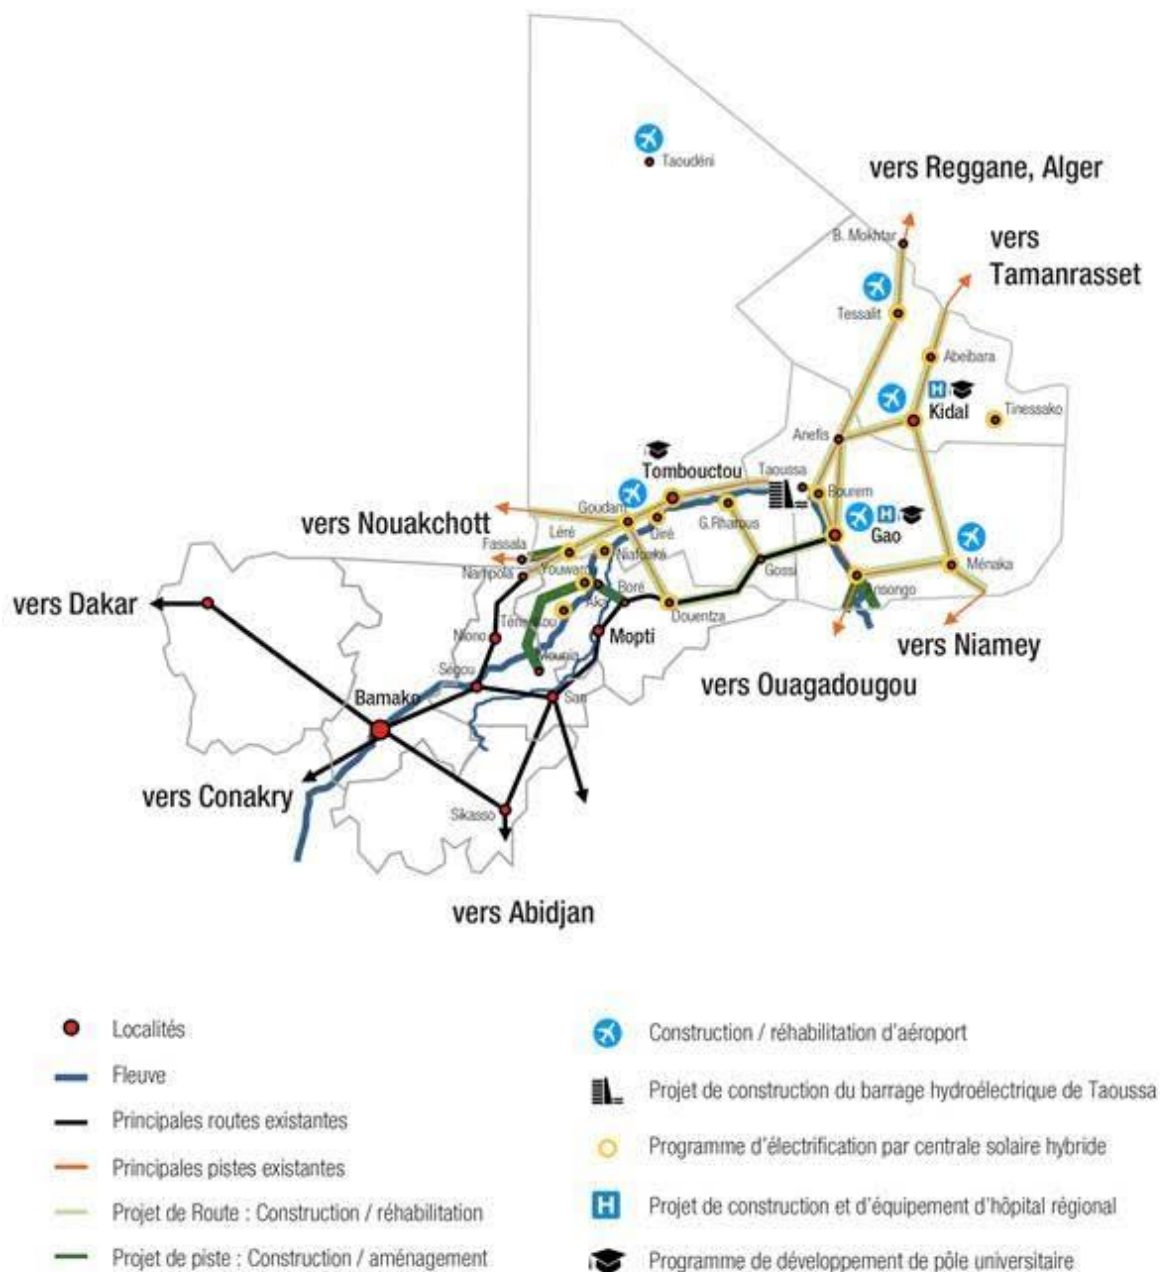 Taoudéni
vers Reggane, Alger
B. Mokhtar
vers
Tamanrasset
Tessalit
Abeibara
Kidal
Tinessako
Anefis
Tombouctou
Taoussa
Bourem
Goudam
Diré
G.Rharous
Gao
vers Nouakchott
Léré
Fassala
Niafunké
Nampola
Youwarou
Gossi
Ménaka
Ansongo
Boré
Aka
Douentza
vers Dakar
Niono
Mopti
vers Niamey
Ségou
vers Ouagadougou
Bamako
San
vers Conakry
Sikasso
vers Abidjan
Localités
Fleuve
Principales routes existantes
Principales pistes existantes
Projet de Route : Construction / réhabilitation
Projet de piste : Construction / aménagement
Construction / réhabilitation d'aéroport
Projet de construction du barrage hydroélectrique de Taoussa
Programme d'électrification par centrale solaire hybride
H Projet de construction et d'équipement d'hôpital régional
Programme de développement de pôle universitaire